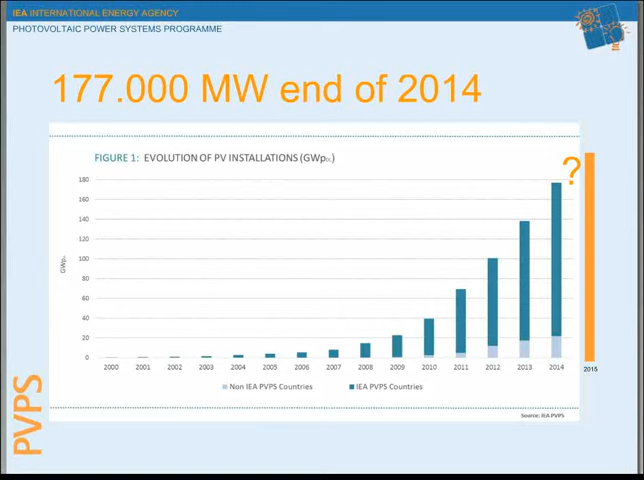 IEA INTERNATIONAL ENERGY AGENCY
PHOTOVOLTAIC POWER SYSTEMS PROGRAMME
177.000 MW end of 2014
FIGURE 1: EVOLUTION OF PV INSTALLATIONS (GWpDC)
?
180
160
140
120
100
80
60
40
20
0
GWpDC
2000 2001 2002 2003 2004 2005 2006 2007 2008 2009 2010 2011 2012 2013 2014
2015
Non IEA PVPS Countries IEA PVPS Countries
Source: IEA PVPS
PVPS